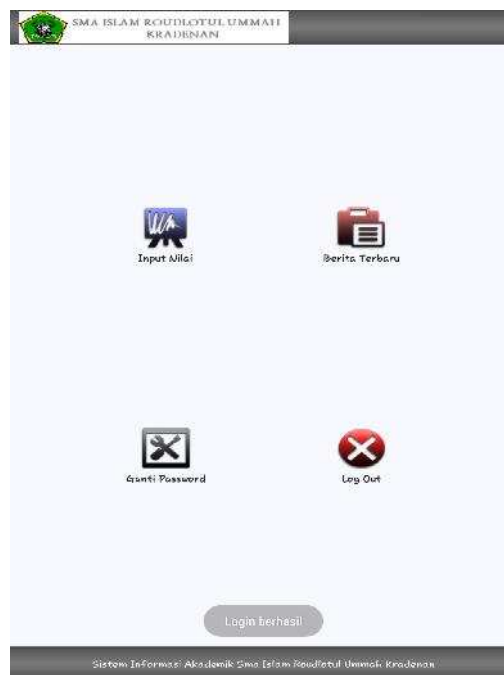 SMA ISLAM ROUDLOTUL UMMAH
KRADENAN
Input Nilai
Berita Terbaru
Ganti Password
Log Out
Login berhasil
Sistem Informasi Akademik Sma Islam Roudlotul Ummah Kradenan